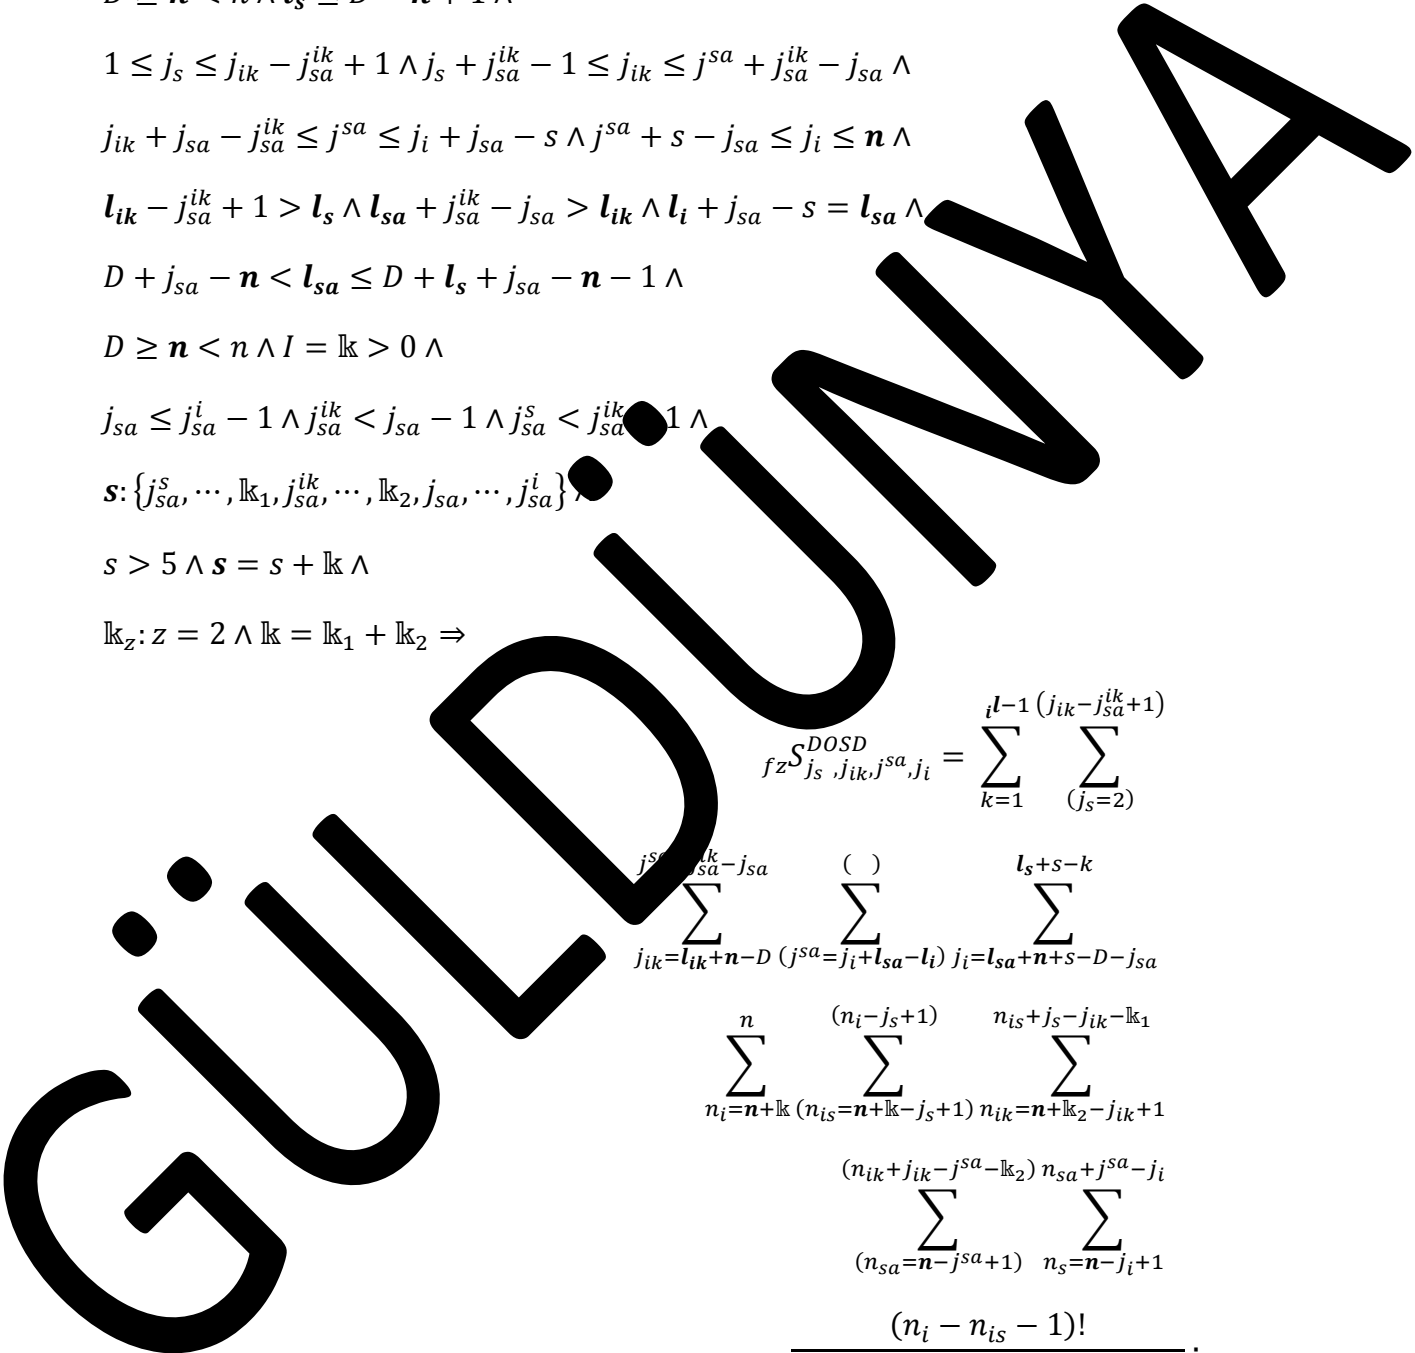 1 ≤ j_s ≤ j_{ik} − j_{sa}^{ik} + 1 ∧ j_s + j_{sa}^{ik} − 1 ≤ j_{ik} ≤ j^{sa} + j_{sa}^{ik} − j_{sa} ∧
j_{ik} + j_{sa} − j_{sa}^{ik} ≤ j^{sa} ≤ j_i + j_{sa} − s ∧ j^{sa} + s − j_{sa} ≤ j_i ≤ n ∧
l_{ik} − j_{sa}^{ik} + 1 > l_s ∧ l_{sa} + j_{sa}^{ik} − j_{sa} > l_{ik} ∧ l_i + j_{sa} − s = l_{sa} ∧
D + j_{sa} − n < l_{sa} ≤ D + l_s + j_{sa} − n − 1 ∧
D ≥ n < n ∧ I = 𝕜 > 0 ∧
j_{sa} ≤ j_{sa}^{i} − 1 ∧ j_{sa}^{ik} < j_{sa} − 1 ∧ j_{sa}^{s} < j_{sa}^{ik} 1 ∧
s: {j_{sa}^{s}, ⋯, 𝕜_1, j_{sa}^{ik}, ⋯, 𝕜_2, j_{sa}, ⋯, j_{sa}^{i}}
s > 5 ∧ s = s + 𝕜 ∧
𝕜_z: z = 2 ∧ 𝕜 = 𝕜_1 + 𝕜_2 ⇒
_{fz}S_{j_s, j_{ik}, j^{sa}, j_i}^{DOSD} = ∑_{k=1}^{_il−1} ∑_{(j_s=2)}^{(j_{ik}−j_{sa}^{ik}+1)}
∑_{j_{ik}=l_{ik}+n−D} ∑_{(j^{sa}=j_i+l_{sa}−l_i)}^{( )} ∑_{j_i=l_{sa}+n+s−D−j_{sa}}^{l_s+s−k}
∑_{n_i=n+𝕜}^{n} ∑_{(n_{is}=n+𝕜−j_s+1)}^{(n_i−j_s+1)} ∑_{n_{ik}=n+𝕜_2−j_{ik}+1}^{n_{is}+j_s−j_{ik}−𝕜_1}
∑_{(n_{sa}=n−j^{sa}+1)}^{(n_{ik}+j_{ik}−j^{sa}−𝕜_2)} ∑_{n_s=n−j_i+1}^{n_{sa}+j^{sa}−j_i}
(n_i − n_{is} − 1)!
GÜLDÜNYA